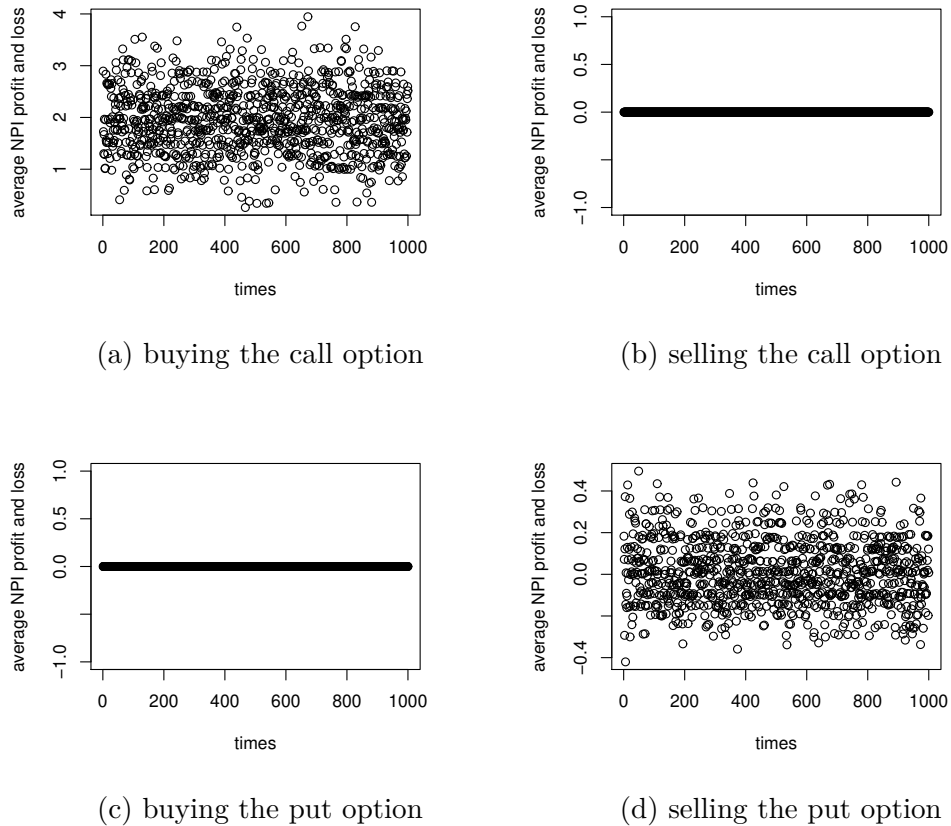 average NPI profit and loss
4
3
2
1
0 200 400 600 800 1000
times
(a) buying the call option
average NPI profit and loss
1.0
0.5
0.0
−1.0
0 200 400 600 800 1000
times
(b) selling the call option
average NPI profit and loss
1.0
0.5
0.0
−1.0
0 200 400 600 800 1000
times
(c) buying the put option
average NPI profit and loss
0.4
0.2
0.0
−0.4
0 200 400 600 800 1000
times
(d) selling the put option